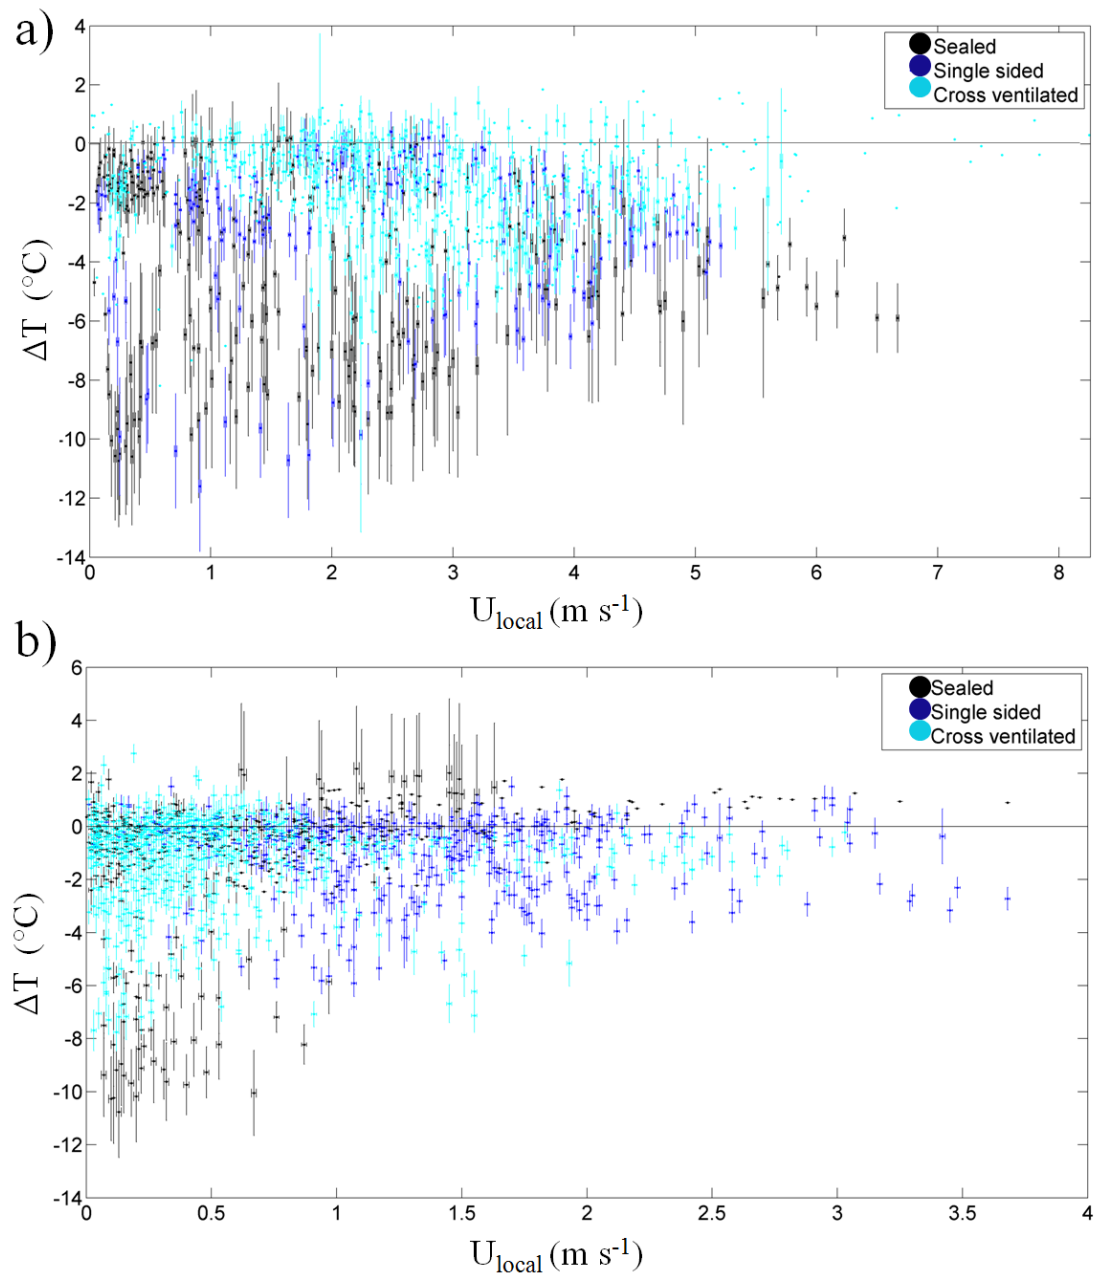 a)
4
2
0
-2
-4
-6
-8
-10
-12
-14
ΔT (°C)
Sealed
Single sided
Cross ventilated
0 1 2 3 4 5 6 7 8
Ulocal (m s-1)
b)
6
4
2
0
-2
-4
-6
-8
-10
-12
-14
ΔT (°C)
Sealed
Single sided
Cross ventilated
0 0.5 1 1.5 2 2.5 3 3.5 4
Ulocal (m s-1)